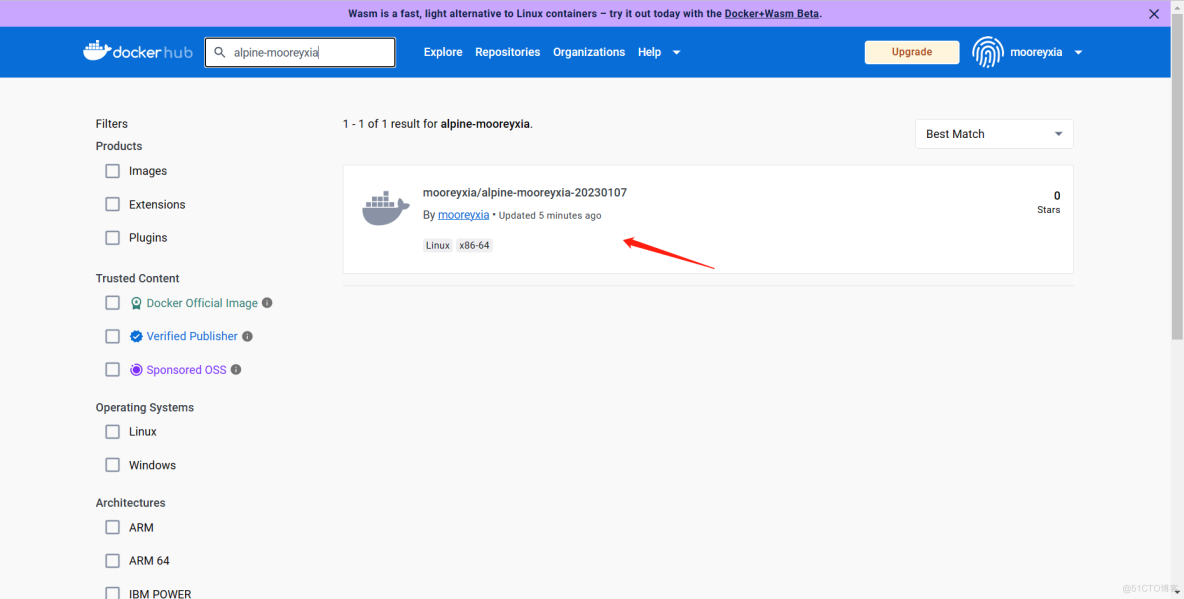 Wasm is a fast, light alternative to Linux containers – try it out today with the Docker+Wasm Beta.
dockerhub alpine-mooreyxia Explore Repositories Organizations Help Upgrade mooreyxia
Filters
Products
Images
Extensions
Plugins
Trusted Content
Docker Official Image
Verified Publisher
Sponsored OSS
Operating Systems
Linux
Windows
Architectures
ARM
ARM 64
IBM POWER
1 - 1 of 1 result for alpine-mooreyxia.
Best Match
mooreyxia/alpine-mooreyxia-20230107
By mooreyxia • Updated 5 minutes ago
Linux x86-64
0
Stars
@51CTO博客